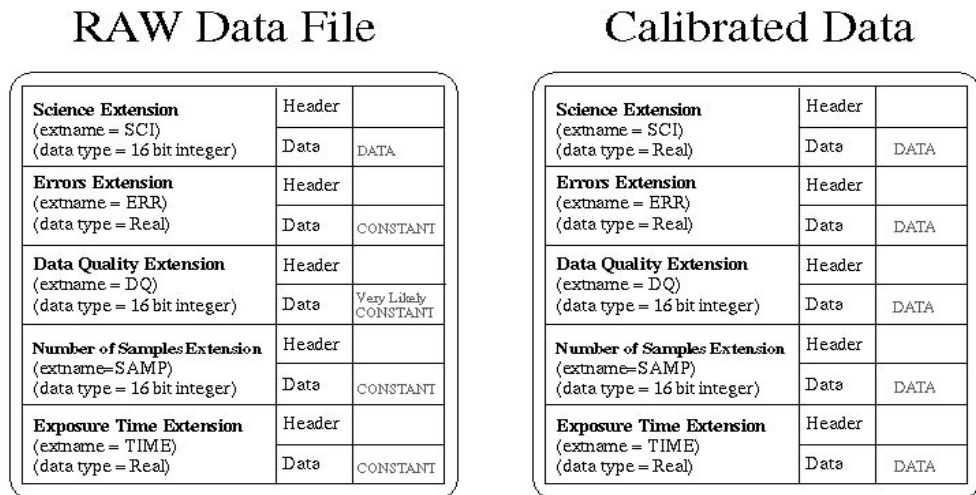 RAW Data File
Science Extension
(extname = SCI)
(data type = 16 bit integer)
Header
Data
DATA
Errors Extension
(extname = ERR)
(data type = Real)
Header
Data
CONSTANT
Data Quality Extension
(extname = DQ)
(data type = 16 bit integer)
Header
Data
Very Likely
CONSTANT
Number of Samples Extension
(extname=SAMP)
(data type = 16 bit integer)
Header
Data
CONSTANT
Exposure Time Extension
(extname = TIME)
(data type = Real)
Header
Data
CONSTANT
Calibrated Data
Science Extension
(extname = SCI)
(data type = Real)
Header
Data
DATA
Errors Extension
(extname = ERR)
(data type = Real)
Header
Data
DATA
Data Quality Extension
(extname = DQ)
(data type = 16 bit integer)
Header
Data
DATA
Number of Samples Extension
(extname=SAMP)
(data type = 16 bit integer)
Header
Data
DATA
Exposure Time Extension
(extname = TIME)
(data type = Real)
Header
Data
DATA